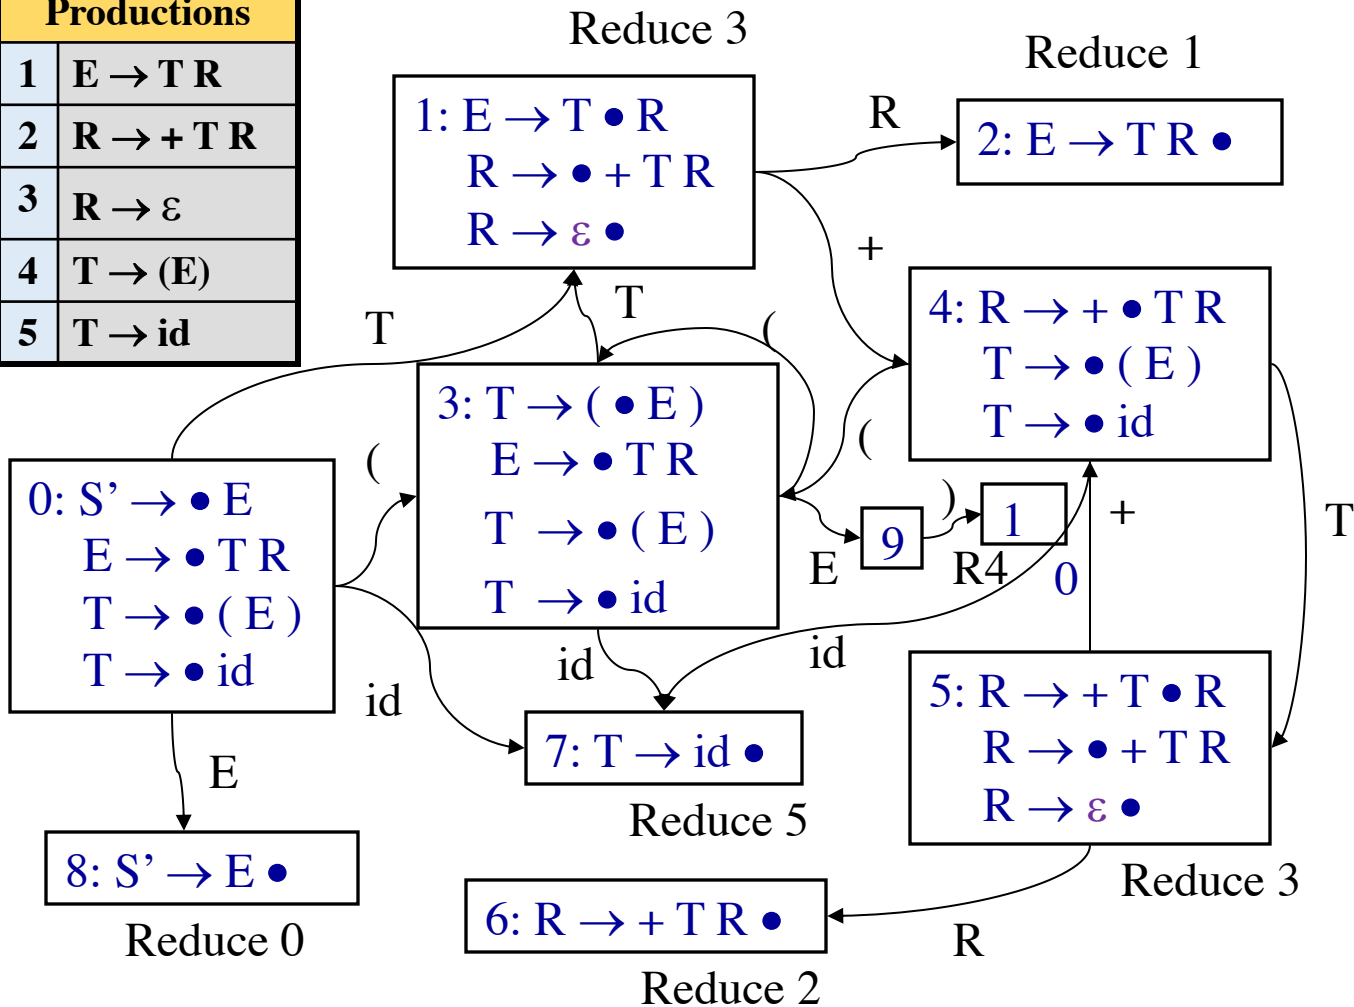 Productions
1 E → T R
2 R → + T R
3 R → ε
4 T → (E)
5 T → id
Reduce 3
1: E → T • R
R → • + T R
R → ε •
R
Reduce 1
2: E → T R •
+
T
T
(
4: R → + • T R
T → • ( E )
T → • id
(
3: T → ( • E )
E → • T R
T → • ( E )
T → • id
(
0: S’ → • E
E → • T R
T → • ( E )
T → • id
E
9
)
1
0
R4
+
T
id
id
id
7: T → id •
Reduce 5
5: R → + T • R
R → • + T R
R → ε •
Reduce 3
E
8: S’ → E •
Reduce 0
6: R → + T R •
Reduce 2
R